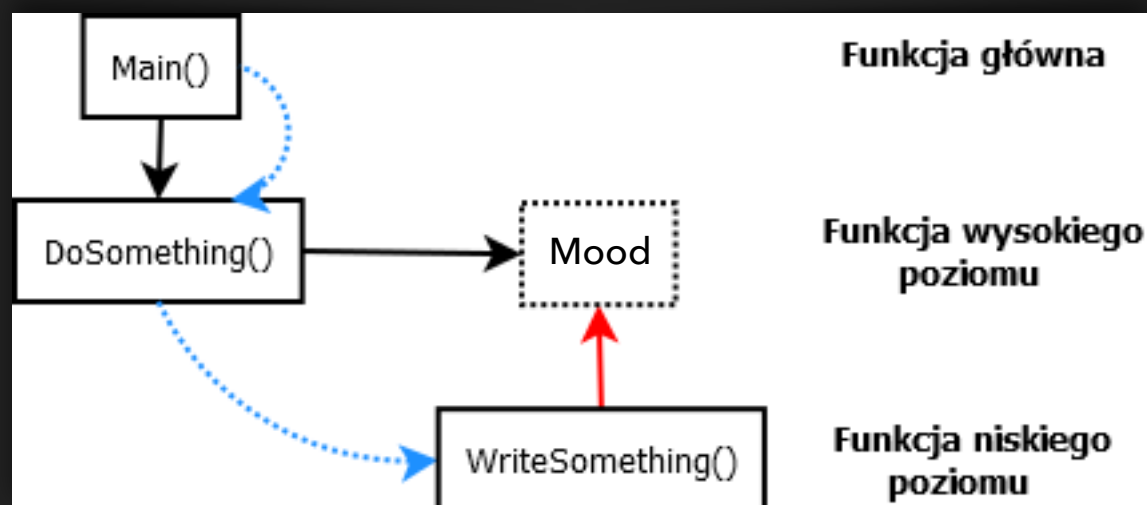 Main()
Funkcja główna
DoSomething()
Mood
Funkcja wysokiego
poziomu
WriteSomething()
Funkcja niskiego
poziomu